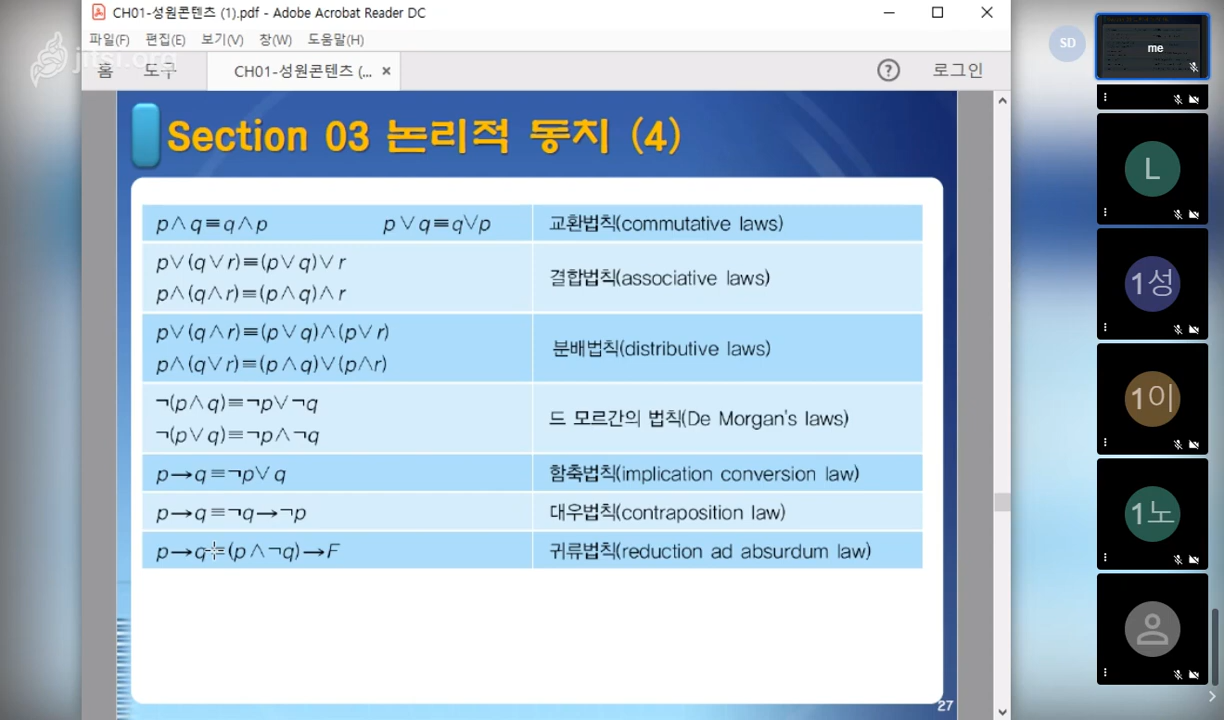 CH01-성원콘텐츠 (1).pdf - Adobe Acrobat Reader DC
파일(F) 편집(E) 보기(V) 창(W) 도움말(H)
jitsi.org
홈 도구 CH01-성원콘텐츠 (... × ? 로그인
SD
me
Section 03 논리적 동치 (4)
p∧q≡q∧p p∨q≡q∨p 교환법칙(commutative laws)
p∨(q∨r)≡(p∨q)∨r
p∧(q∧r)≡(p∧q)∧r
결합법칙(associative laws)
p∨(q∧r)≡(p∨q)∧(p∨r)
p∧(q∨r)≡(p∧q)∨(p∧r)
분배법칙(distributive laws)
¬(p∧q)≡¬p∨¬q
¬(p∨q)≡¬p∧¬q
드 모르간의 법칙(De Morgan's laws)
p→q≡¬p∨q 함축법칙(implication conversion law)
p→q≡¬q→¬p 대우법칙(contraposition law)
p→q≡(p∧¬q)→F 귀류법칙(reduction ad absurdum law)
27
L
1성
1이
1노